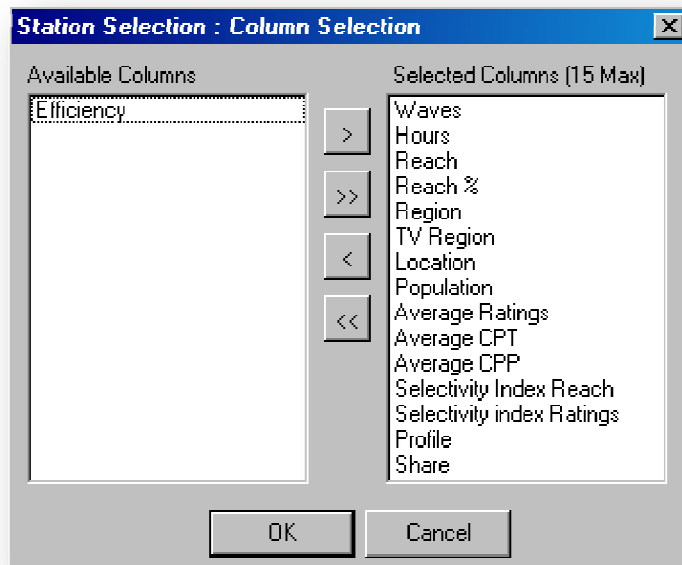 Station Selection : Column Selection
Available Columns
Efficiency
>
>>
<
<<
Selected Columns (15 Max)
Waves
Hours
Reach
Reach %
Region
TV Region
Location
Population
Average Ratings
Average CPT
Average CPP
Selectivity Index Reach
Selectivity index Ratings
Profile
Share
OK
Cancel